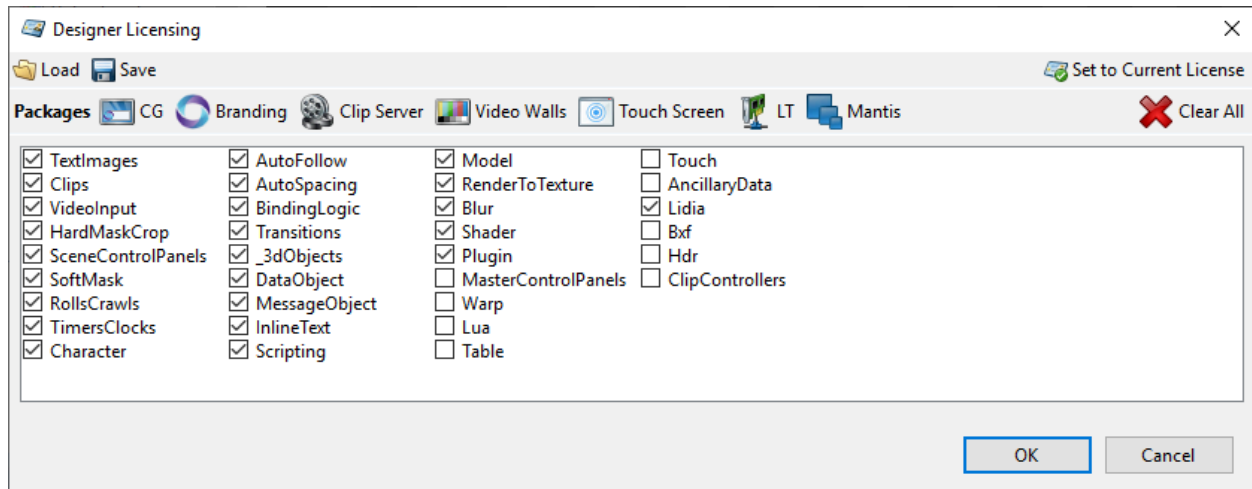 Designer Licensing
Load Save Set to Current License
Packages CG Branding Clip Server Video Walls Touch Screen LT Mantis Clear All
TextImages AutoFollow Model Touch
Clips AutoSpacing RenderToTexture AncillaryData
VideoInput BindingLogic Blur Lidia
HardMaskCrop Transitions Shader Bxf
SceneControlPanels _3dObjects Plugin Hdr
SoftMask DataObject MasterControlPanels ClipControllers
RollsCrawls MessageObject Warp
TimersClocks InlineText Lua
Character Scripting Table
OK Cancel